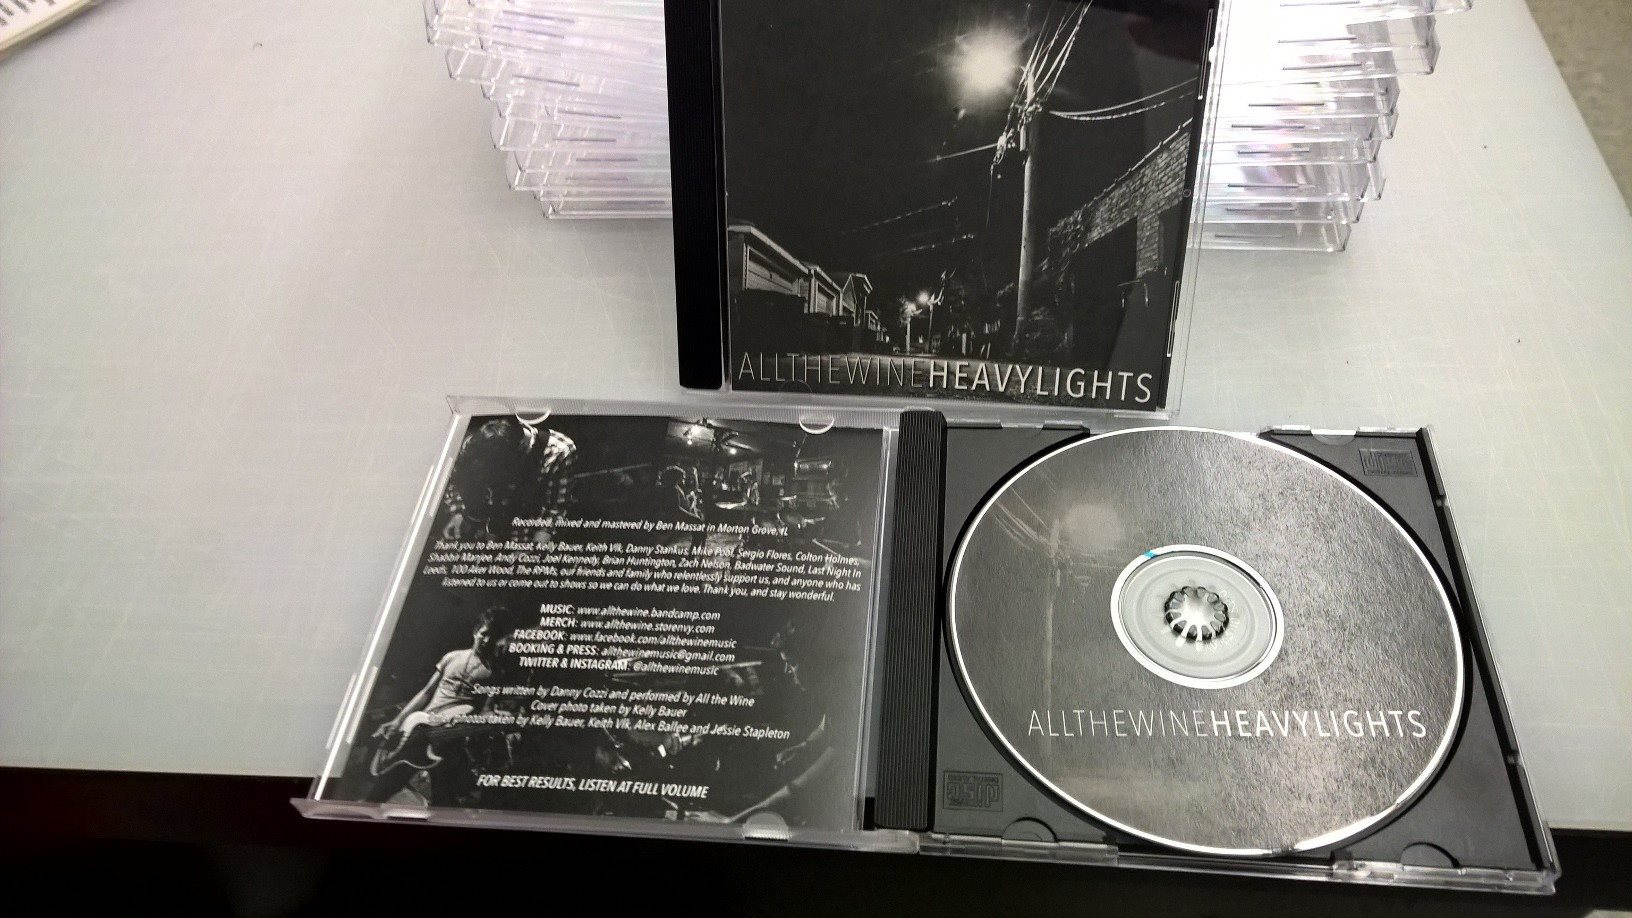 ALLTHEWINEHEAVYLIGHTS
Recorded, mixed and mastered by Ben Massat in Morton Grove, IL
Thank you to Ben Massat, Kelly Bauer, Keith Vlk, Danny Stankus, Mike Pool, Sergio Flores, Colton Holmes,
Shabbir Manjee, Andy Cozzi, Joel Kennedy, Brian Huntington, Zach Nelson, Badwater Sound, Last Night In
Leeds, 100 Aker Wood, The RPMs, our friends and family who relentlessly support us, and anyone who has
listened to us or come out to shows so we can do what we love. Thank you, and stay wonderful.
MUSIC: www.allthewine.bandcamp.com
MERCH: www.allthewine.storenvy.com
FACEBOOK: www.facebook.com/allthewinemusic
BOOKING & PRESS: allthewinemusic@gmail.com
TWITTER & INSTAGRAM: @allthewinemusic
Songs written by Danny Cozzi and performed by All the Wine
Cover photo taken by Kelly Bauer
photos taken by Kelly Bauer, Keith Vlk, Alex Ballee and Jessie Stapleton
FOR BEST RESULTS, LISTEN AT FULL VOLUME
ALLTHEWINEHEAVYLIGHTS
disc